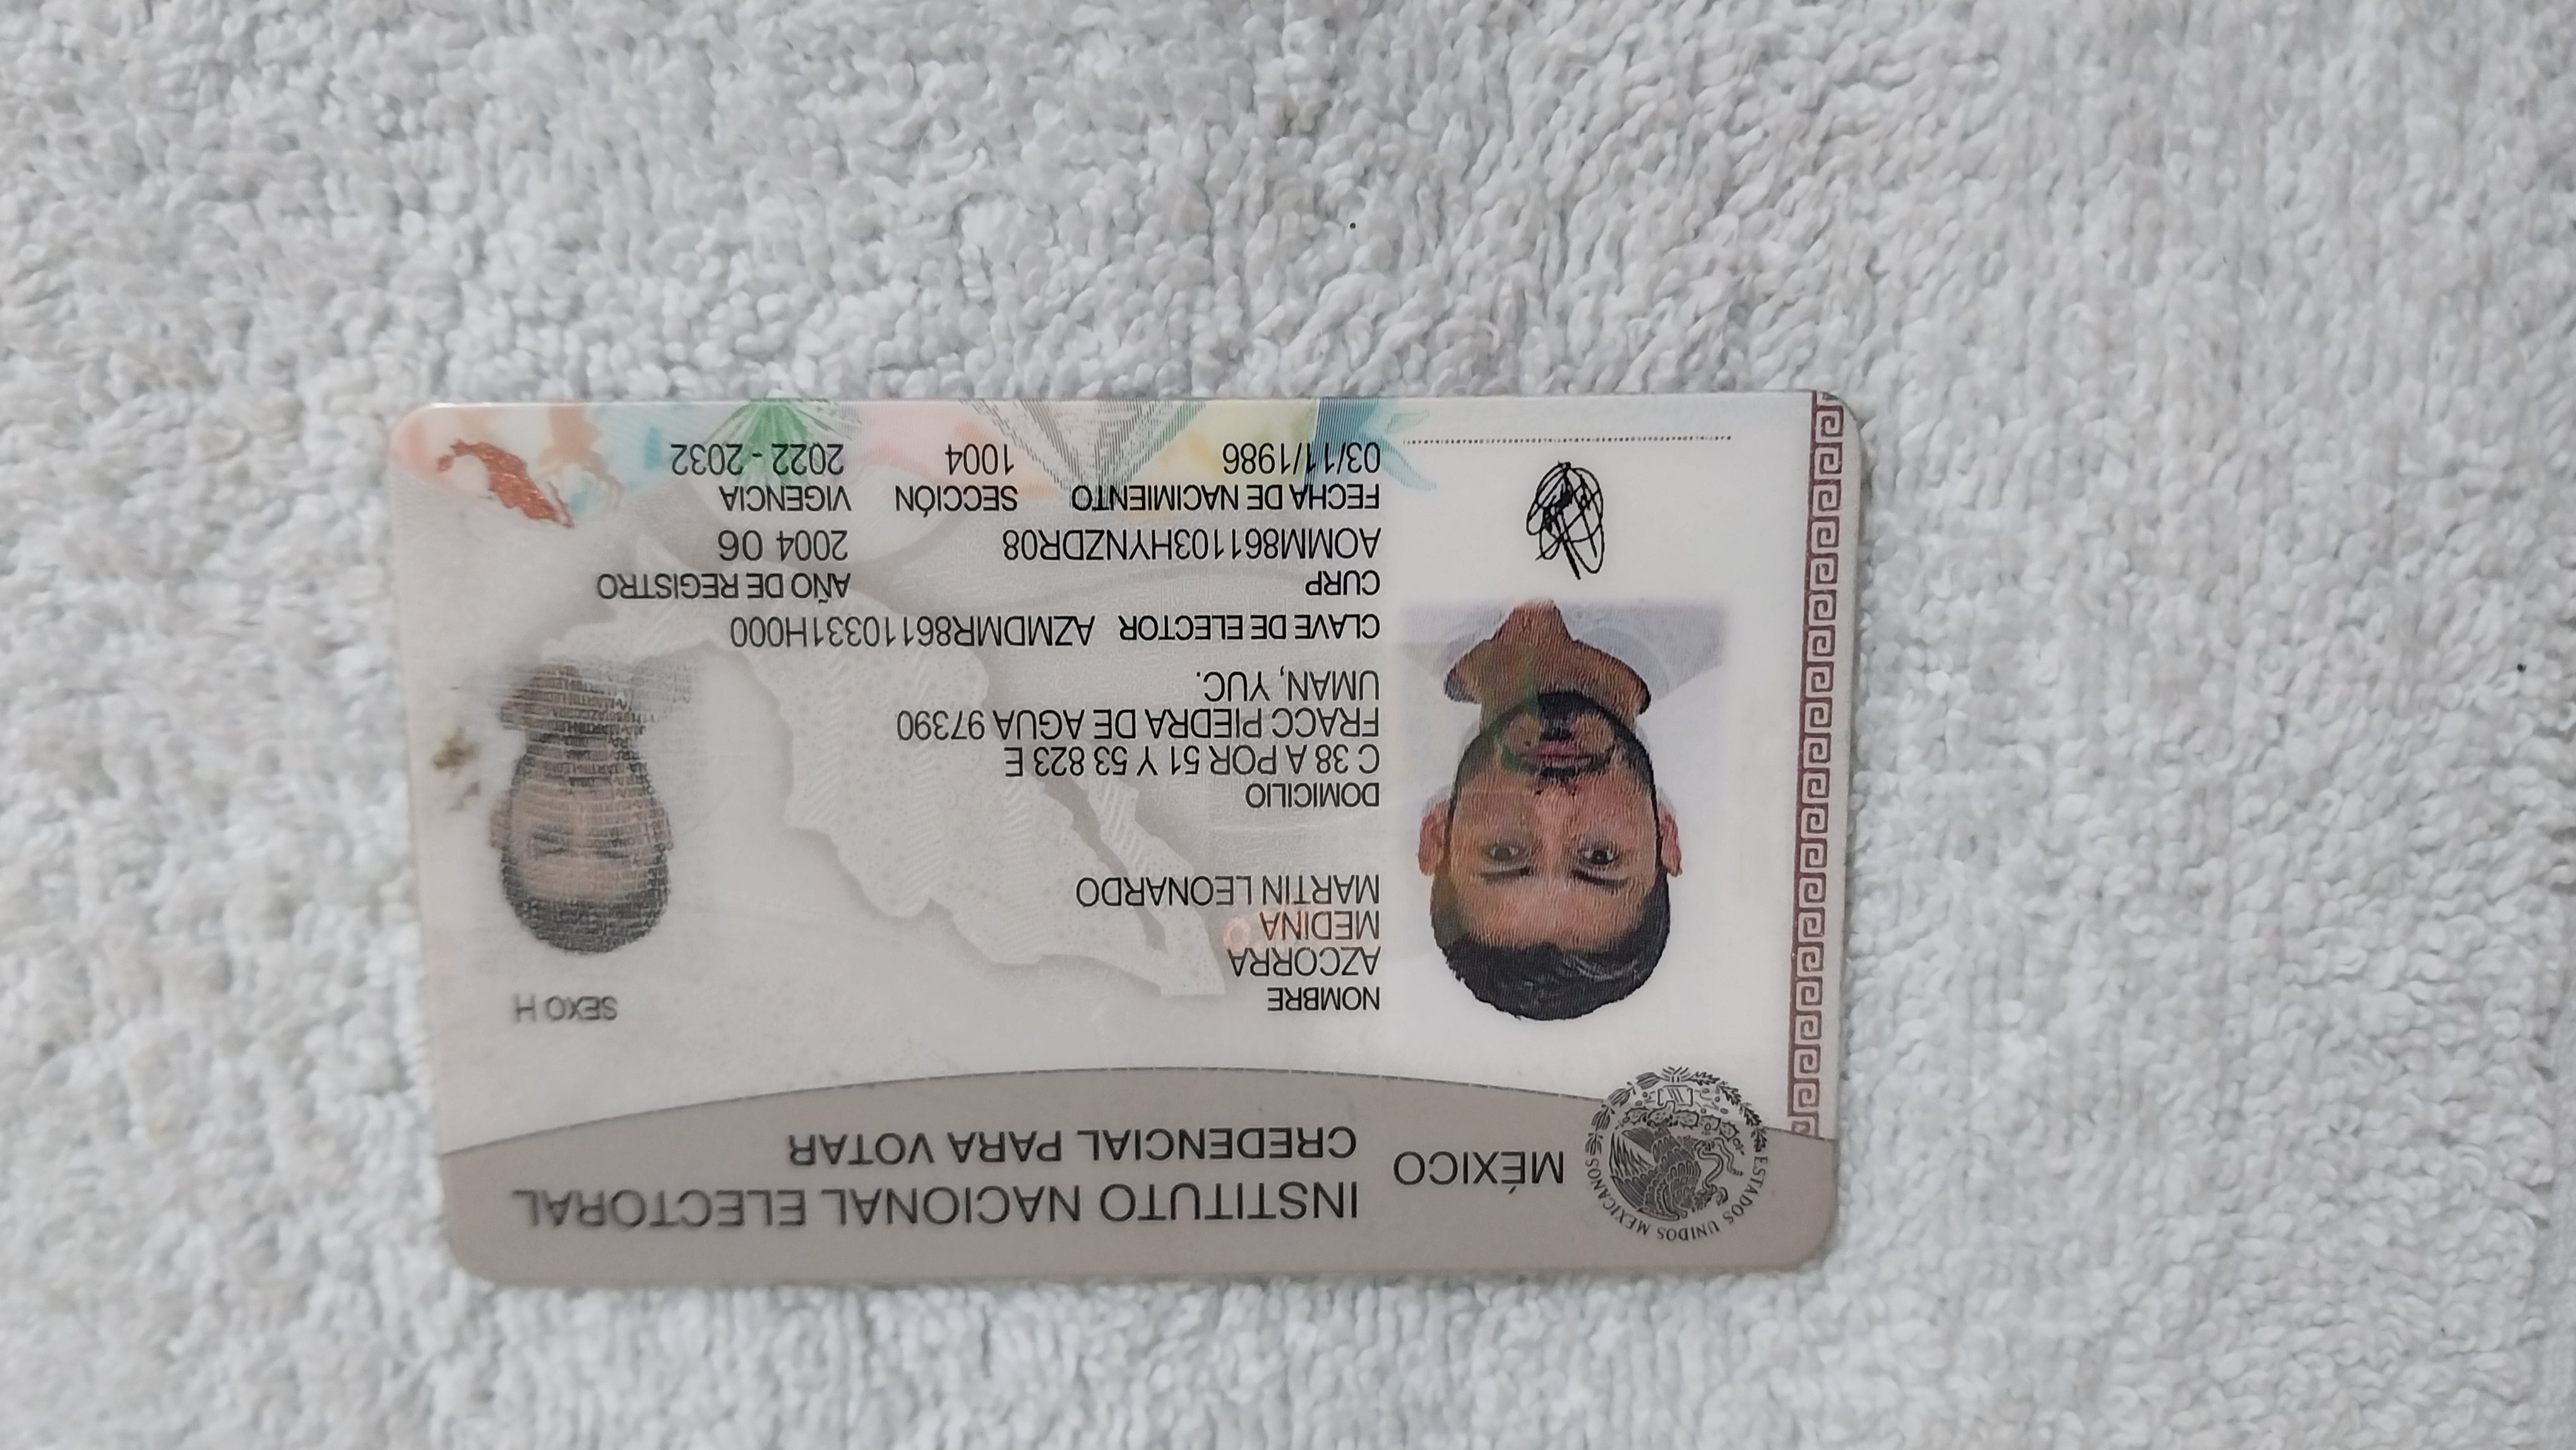 ESTADOS UNIDOS MEXICANOS
MÉXICO
INSTITUTO NACIONAL ELECTORAL
CREDENCIAL PARA VOTAR
NOMBRE
AZCORRA
MEDINA
MARTIN LEONARDO
SEXO H
DOMICILIO
C 38 A POR 51 Y 53 823 E
FRACC PIEDRA DE AGUA 97390
UMAN, YUC.
CLAVE DE ELECTOR AZMDMR86110331H000
CURP
AOMM861103HYNZDR08
AÑO DE REGISTRO
2004 06
FECHA DE NACIMIENTO
03/11/1986
SECCIÓN
1004
VIGENCIA
2022 - 2032